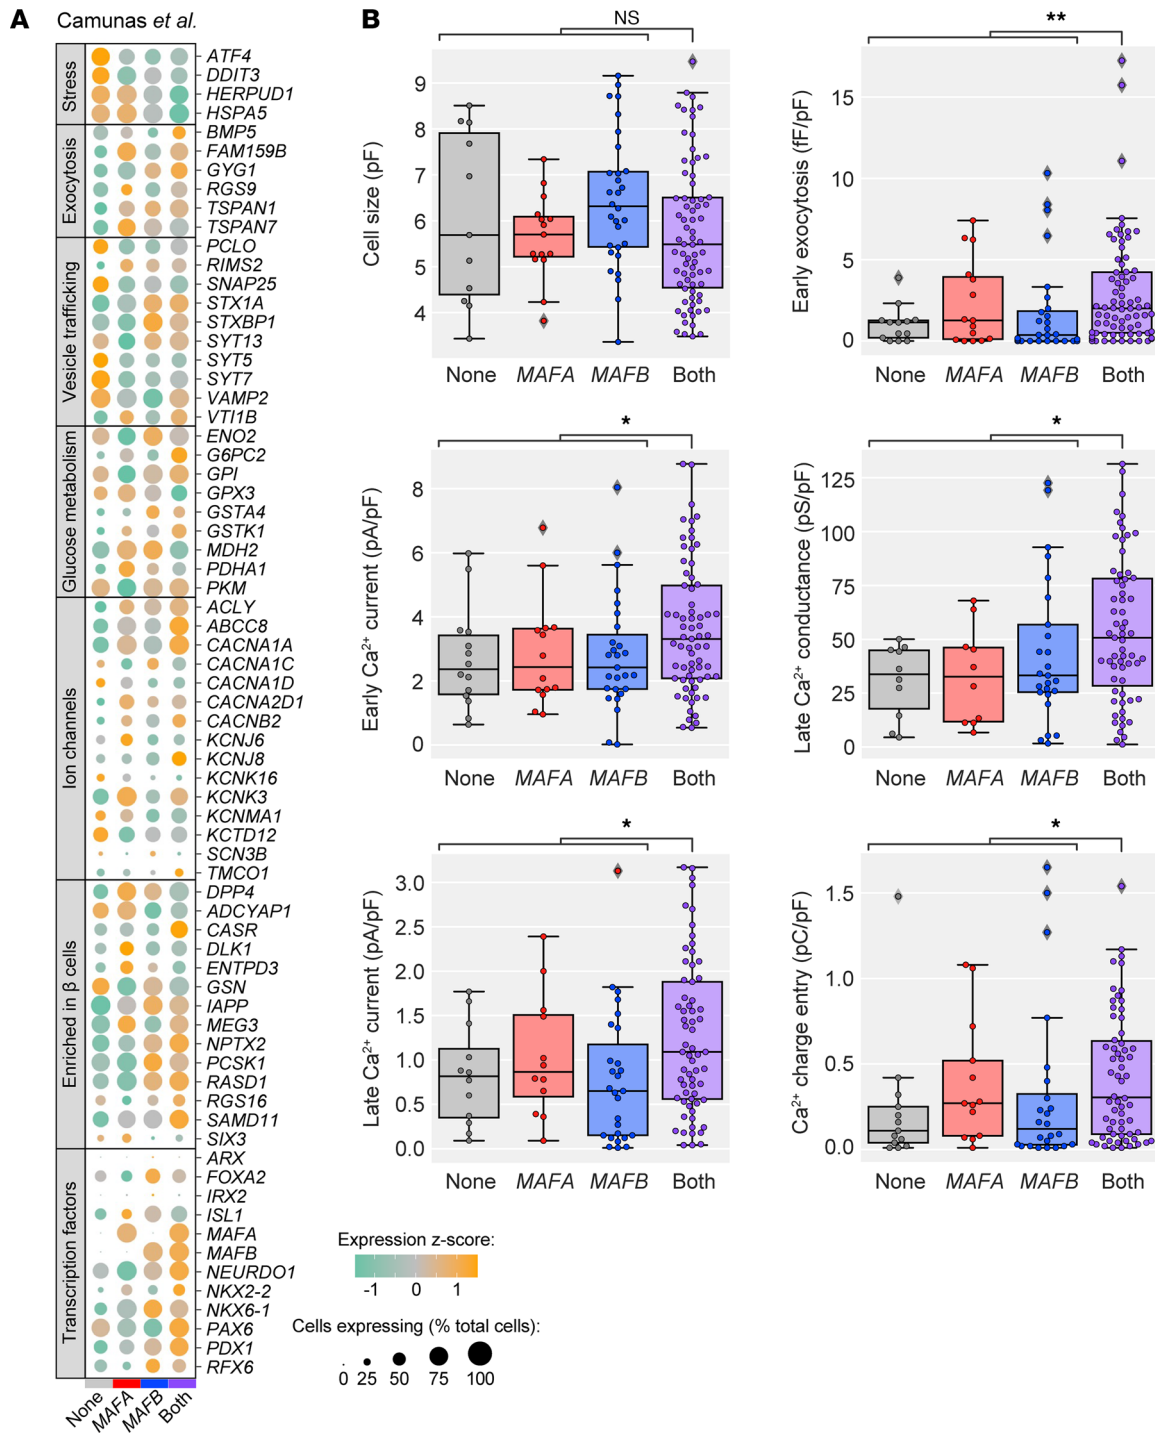 A
Camunas et al.
Stress
ATF4
DDIT3
HERPUD1
HSPA5
Exocytosis
BMP5
FAM159B
GYG1
RGS9
TSPAN1
TSPAN7
Vesicle trafficking
PCLO
RIMS2
SNAP25
STX1A
STXBP1
SYT13
SYT5
SYT7
VAMP2
VTI1B
Glucose metabolism
ENO2
G6PC2
GPI
GPX3
GSTA4
GSTK1
MDH2
PDHA1
PKM
Ion channels
ACLY
ABCC8
CACNA1A
CACNA1C
CACNA1D
CACNA2D1
CACNB2
KCNJ6
KCNJ8
KCNK16
KCNK3
KCNMA1
KCTD12
SCN3B
TMCO1
Enriched in β cells
DPP4
ADCYAP1
CASR
DLK1
ENTPD3
GSN
IAPP
MEG3
NPTX2
PCSK1
RASD1
RGS16
SAMD11
SIX3
Transcription factors
ARX
FOXA2
IRX2
ISL1
MAFA
MAFB
NEURDO1
NKX2-2
NKX6-1
PAX6
PDX1
RFX6
None MAFA MAFB Both
Expression z-score:
-1 0 1
Cells expressing (% total cells):
0 25 50 75 100
B
NS
Cell size (pF)
9
8
7
6
5
4
None MAFA MAFB Both
**
Early exocytosis (fF/pF)
15
10
5
0
None MAFA MAFB Both
*
Early Ca²⁺ current (pA/pF)
8
6
4
2
0
None MAFA MAFB Both
*
Late Ca²⁺ conductance (pS/pF)
125
100
75
50
25
0
None MAFA MAFB Both
*
Late Ca²⁺ current (pA/pF)
3.0
2.5
2.0
1.5
1.0
0.5
0.0
None MAFA MAFB Both
*
Ca²⁺ charge entry (pC/pF)
1.5
1.0
0.5
0.0
None MAFA MAFB Both